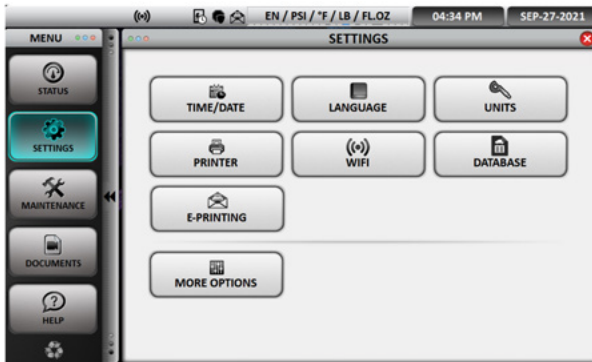 EN / PSI / °F / LB / FL.OZ 04:34 PM SEP-27-2021
MENU
SETTINGS
STATUS
SETTINGS
MAINTENANCE
DOCUMENTS
HELP
TIME/DATE LANGUAGE UNITS
PRINTER WIFI DATABASE
E-PRINTING
MORE OPTIONS